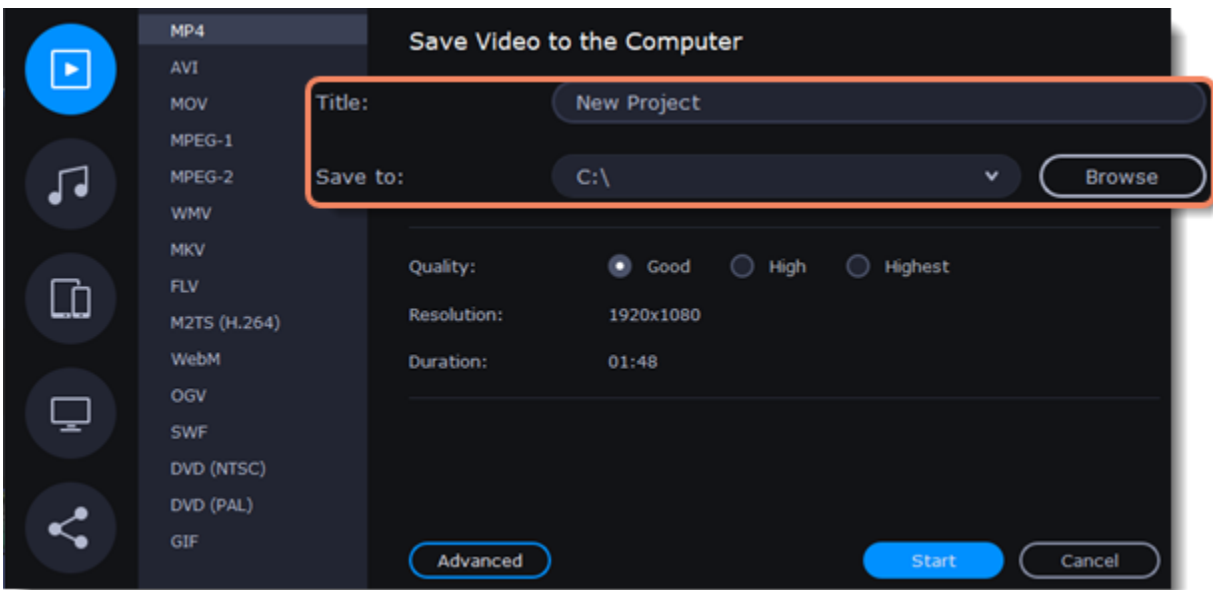 MP4
AVI
MOV
MPEG-1
MPEG-2
WMV
MKV
FLV
M2TS (H.264)
WebM
OGV
SWF
DVD (NTSC)
DVD (PAL)
GIF
Save Video to the Computer
Title: New Project
Save to: C:\ Browse
Quality: Good High Highest
Resolution: 1920x1080
Duration: 01:48
Advanced Start Cancel